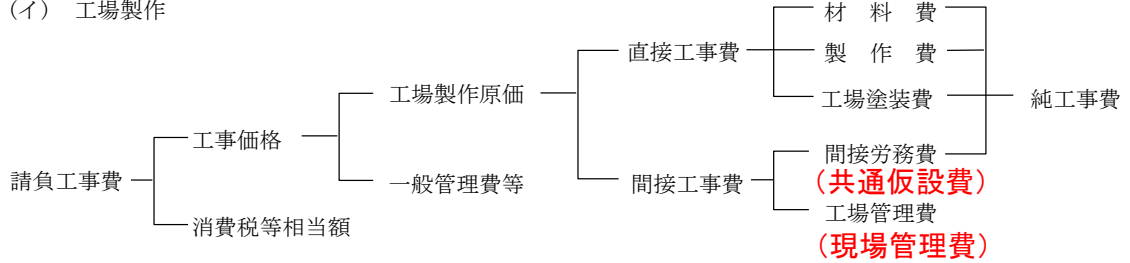 （イ） 工場製作
材料費
直接工事費
製作費
工場製作原価
工場塗装費
純工事費
工事価格
間接労務費
請負工事費
一般管理費等
間接工事費
（共通仮設費）
工場管理費
消費税等相当額
（現場管理費）